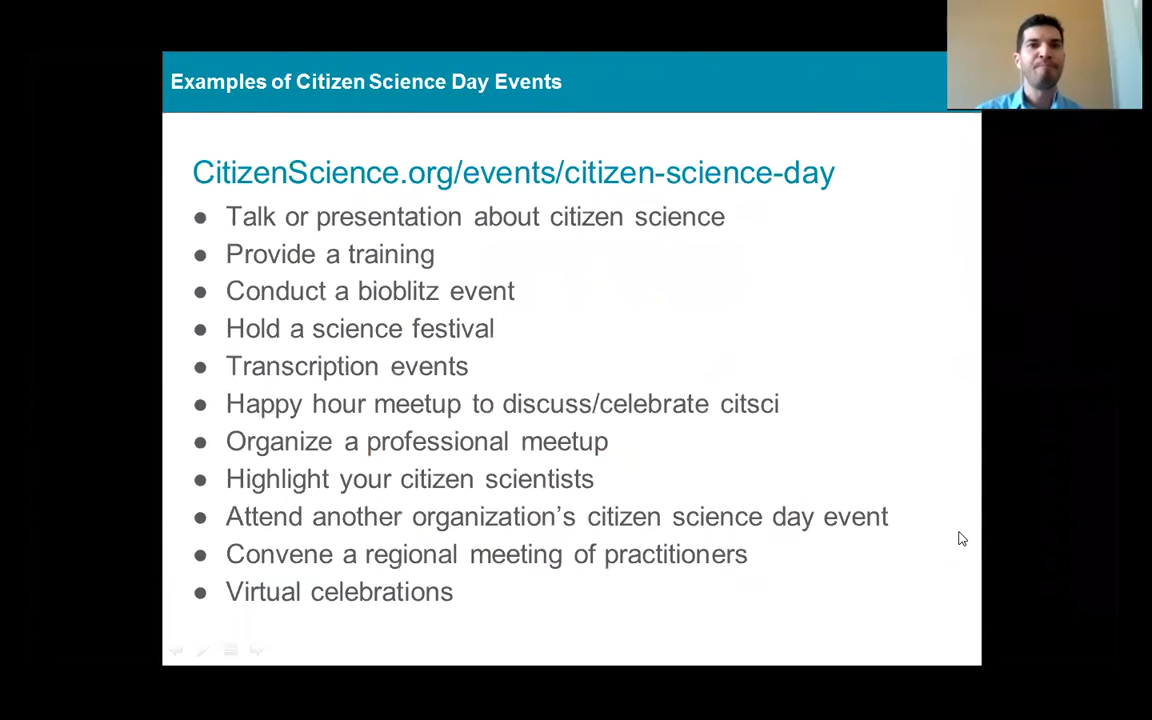 Examples of Citizen Science Day Events
CitizenScience.org/events/citizen-science-day
● Talk or presentation about citizen science
● Provide a training
● Conduct a bioblitz event
● Hold a science festival
● Transcription events
● Happy hour meetup to discuss/celebrate citsci
● Organize a professional meetup
● Highlight your citizen scientists
● Attend another organization’s citizen science day event
● Convene a regional meeting of practitioners
● Virtual celebrations